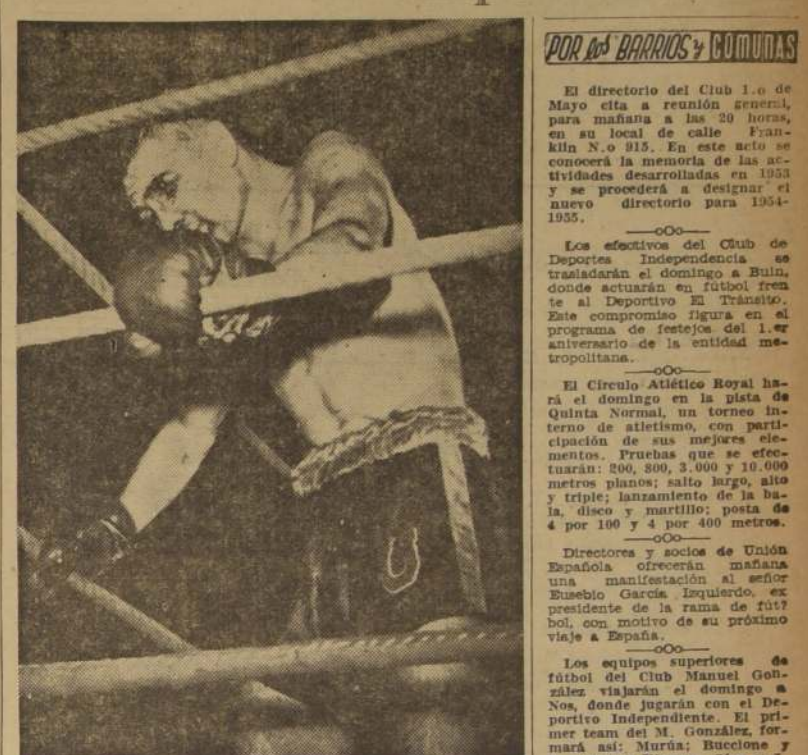 POR los BARRIOS y COMUNAS
El directorio del Club 1.o de
Mayo cita a reunión general,
para mañana a las 20 horas,
en su local de calle Fran-
klin N.o 915. En este acto se
conocerá la memoria de las ac-
tividades desarrolladas en 1953
y se procederá a designar el
nuevo directorio para 1954-
1955.
—oOo—
Los efectivos del Club de
Deportes Independencia se
trasladarán el domingo a Buin,
donde actuarán en fútbol fren
te al Deportivo El Tránsito.
Este compromiso figura en el
programa de festejos del 1.er
aniversario de la entidad me-
tropolitana.
—oOo—
El Círculo Atlético Royal ha-
rá el domingo en la pista de
Quinta Normal, un torneo in-
terno de atletismo, con parti-
cipación de sus mejores ele-
mentos. Pruebas que se efec-
tuarán: 200, 800, 3.000 y 10.000
metros planos; salto largo, alto
y triple; lanzamiento de la ba-
la, disco y martillo; posta de
4 por 100 y 4 por 400 metros.
—oOo—
Directores y socios de Unión
Española ofrecerán mañana
una manifestación al señor
Eusebio García Izquierdo, ex
presidente de la rama de fút?
bol, con motivo de su próximo
viaje a España.
—oOo—
Los equipos superiores de
fútbol del Club Manuel Gon-
zález viajarán el domingo a
Nos, donde jugarán con el De-
portivo Independiente. El pri-
mer team del M. González, for-
mará así: Murúa; Buccione y